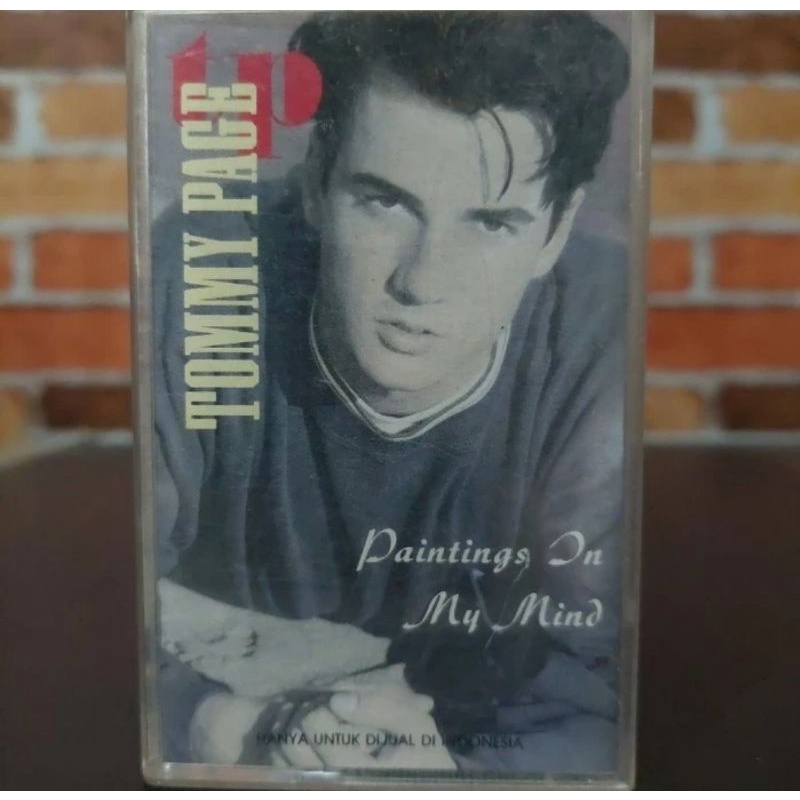 tp
TOMMY PAGE
Paintings In
My Mind
HANYA UNTUK DIJUAL DI INDONESIA